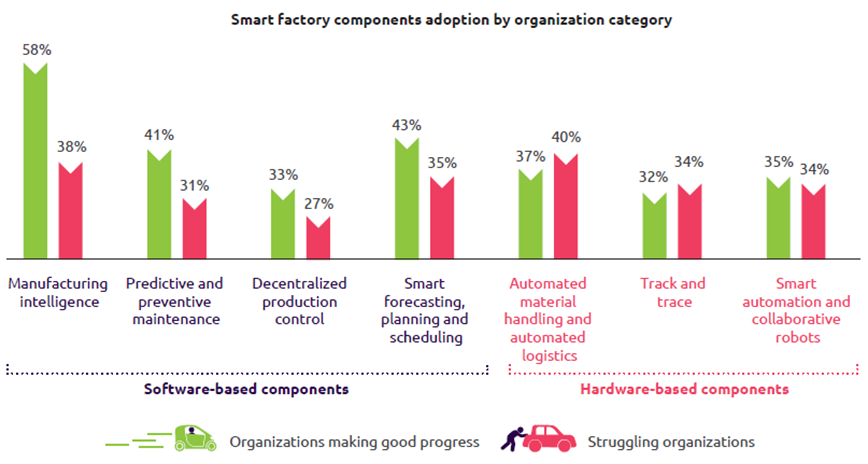 Smart factory components adoption by organization category
58%
38%
41%
31%
33%
27%
43%
35%
37%
40%
32%
34%
35%
34%
Manufacturing
intelligence
Predictive and
preventive
maintenance
Decentralized
production
control
Smart
forecasting,
planning and
scheduling
Automated
material
handling and
automated
logistics
Track and
trace
Smart
automation and
collaborative
robots
Software-based components
Hardware-based components
Organizations making good progress
Struggling organizations